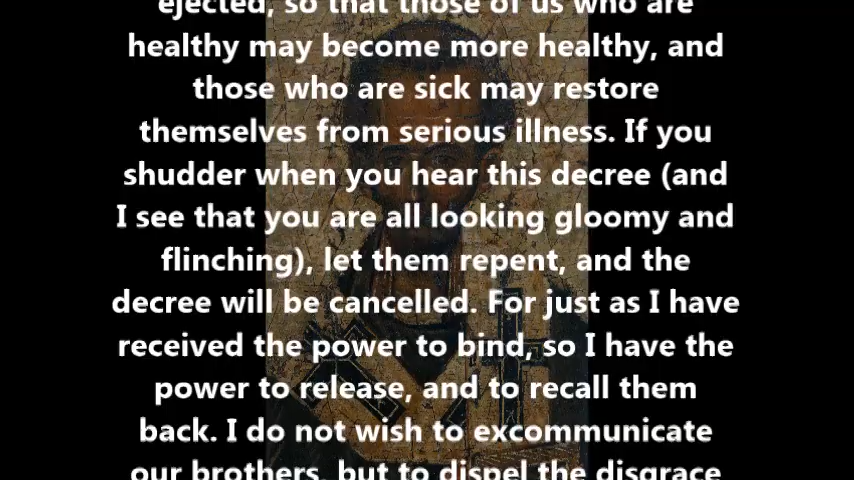 ejected, so that those of us who are
healthy may become more healthy, and
those who are sick may restore
themselves from serious illness. If you
shudder when you hear this decree (and
I see that you are all looking gloomy and
flinching), let them repent, and the
decree will be cancelled. For just as I have
received the power to bind, so I have the
power to release, and to recall them
back. I do not wish to excommunicate
our brothers, but to dispel the disgrace